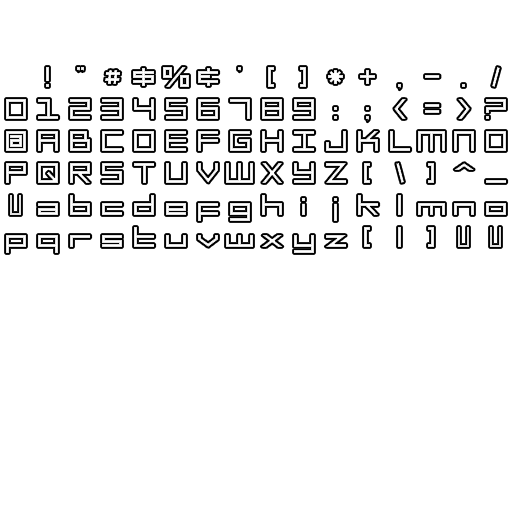 ! " # $ % & ' [ ] * + , - . /
0 1 2 3 4 5 6 7 8 9 : ; < = > ?
@ A B C D E F G H I J K L M N O
P Q R S T U V W X Y Z [ \ ] ^ _
a b c d e f g h i j k l m n o
p q r s t u v w x y z [ | ]